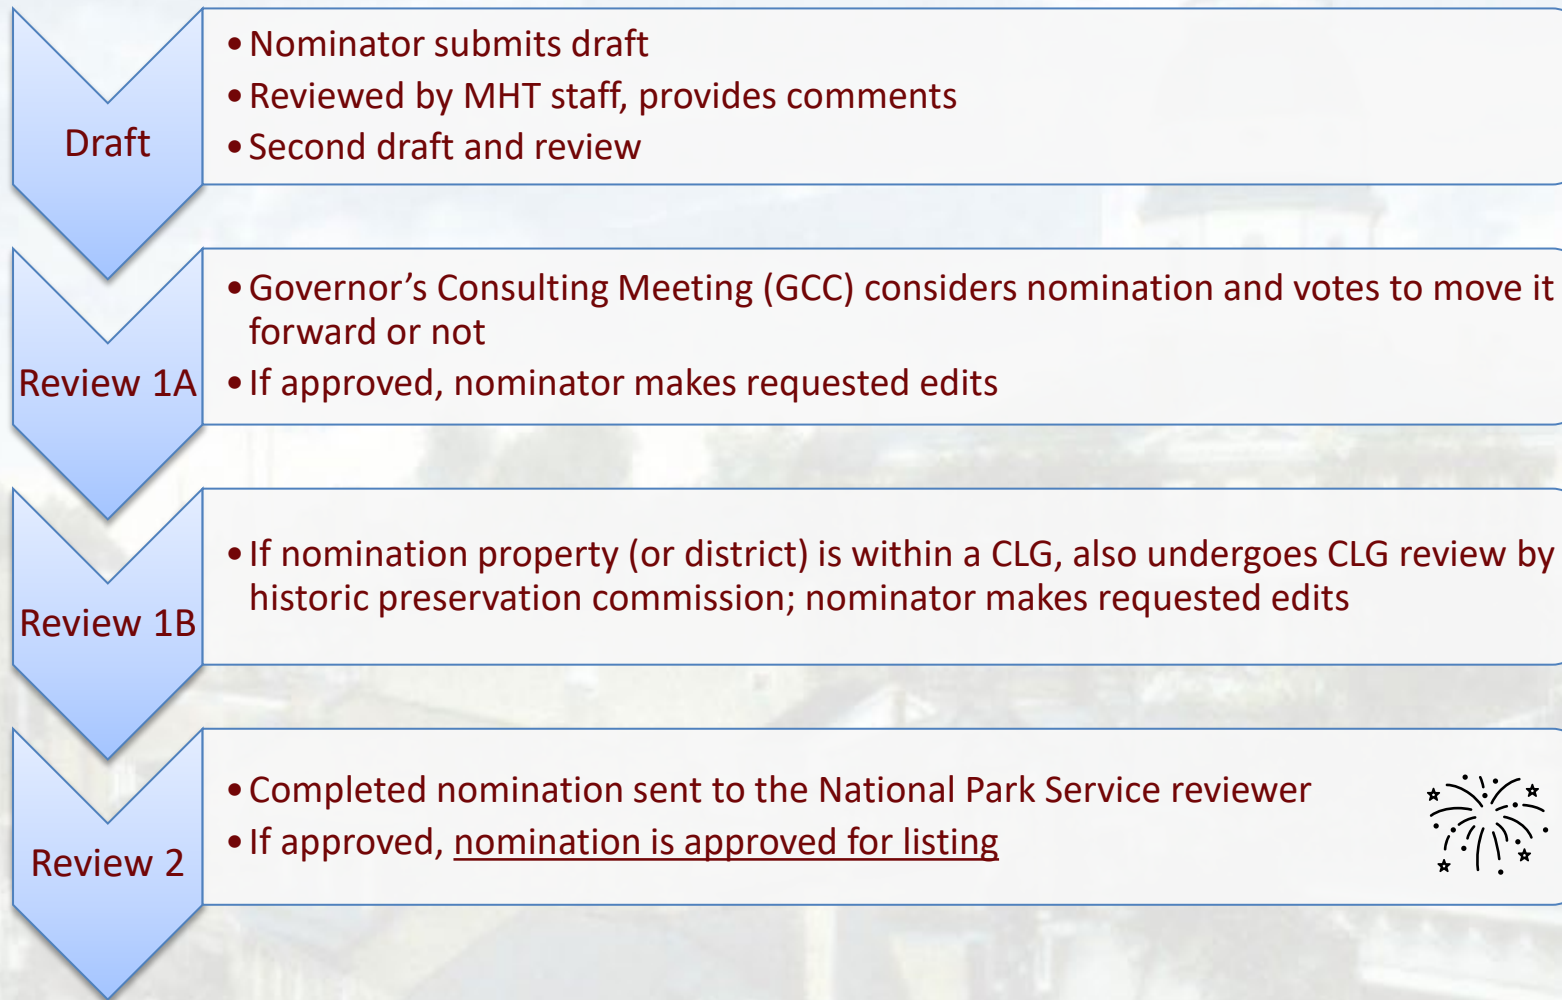 Draft
• Nominator submits draft
• Reviewed by MHT staff, provides comments
• Second draft and review
Review 1A
• Governor’s Consulting Meeting (GCC) considers nomination and votes to move it
forward or not
• If approved, nominator makes requested edits
Review 1B
• If nomination property (or district) is within a CLG, also undergoes CLG review by
historic preservation commission; nominator makes requested edits
Review 2
• Completed nomination sent to the National Park Service reviewer
• If approved, nomination is approved for listing